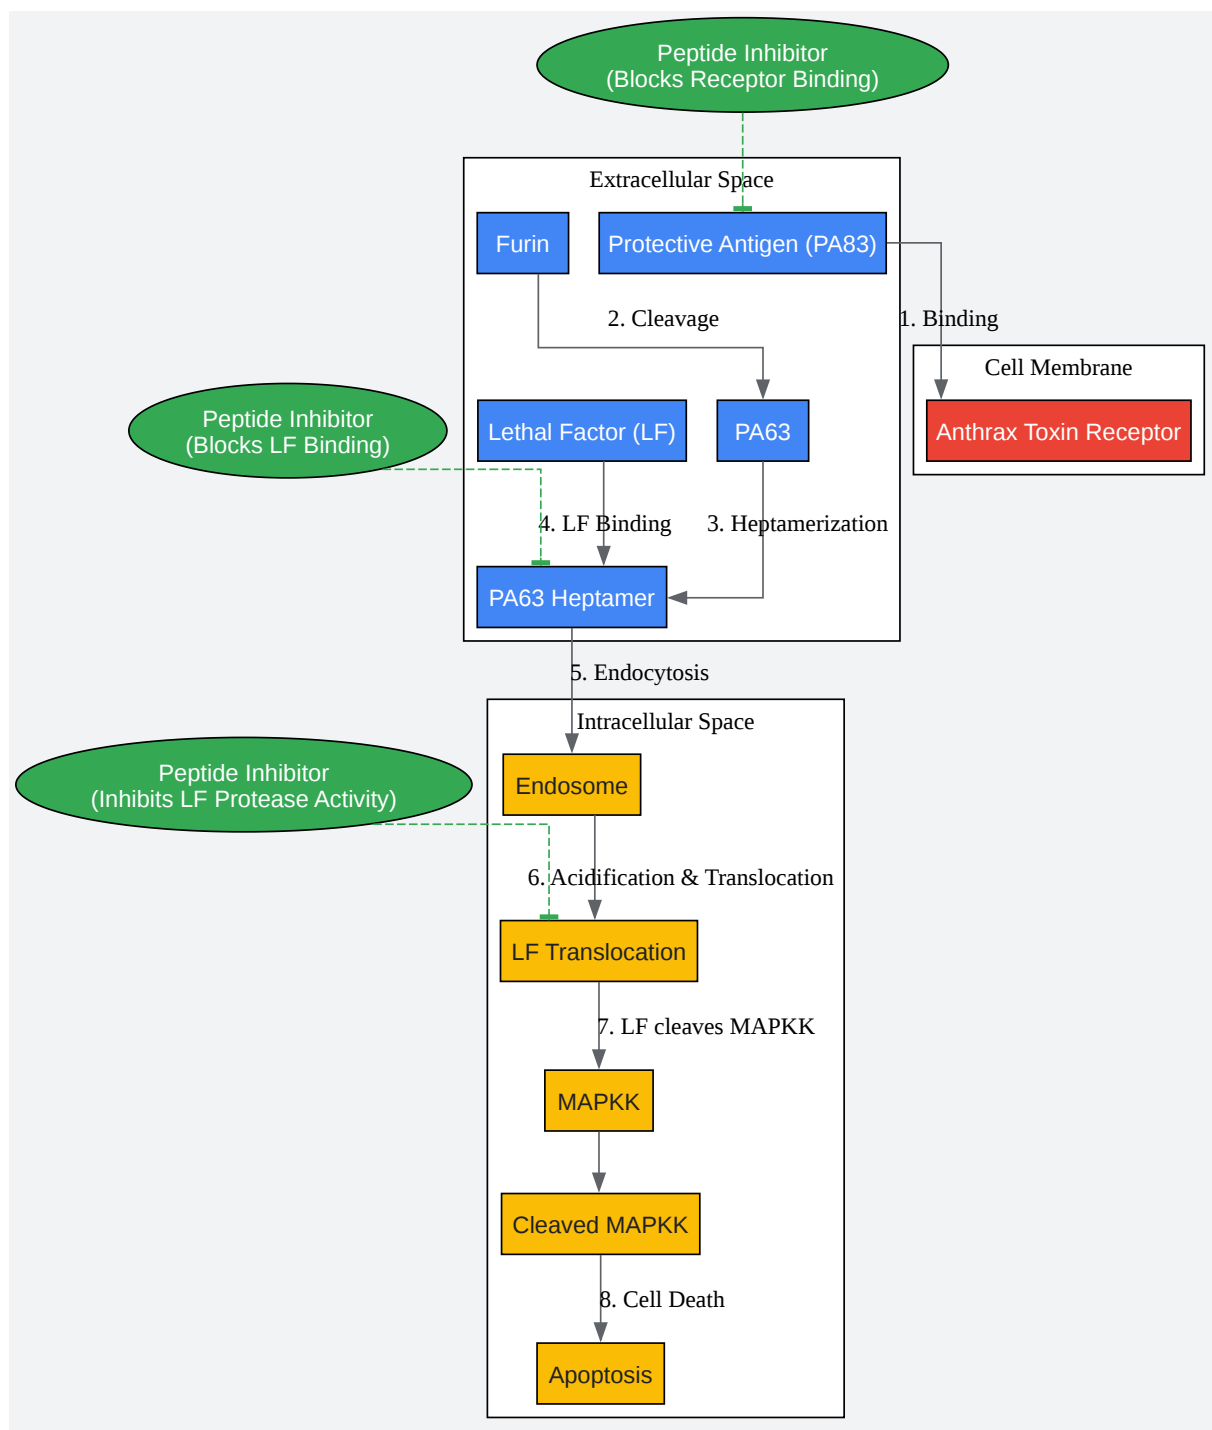 Peptide Inhibitor
(Blocks Receptor Binding)
Extracellular Space
Furin
Protective Antigen (PA83)
2. Cleavage
1. Binding
Cell Membrane
Peptide Inhibitor
(Blocks LF Binding)
Lethal Factor (LF)
PA63
Anthrax Toxin Receptor
4. LF Binding
3. Heptamerization
PA63 Heptamer
5. Endocytosis
Intracellular Space
Peptide Inhibitor
(Inhibits LF Protease Activity)
Endosome
6. Acidification & Translocation
LF Translocation
7. LF cleaves MAPKK
MAPKK
Cleaved MAPKK
8. Cell Death
Apoptosis